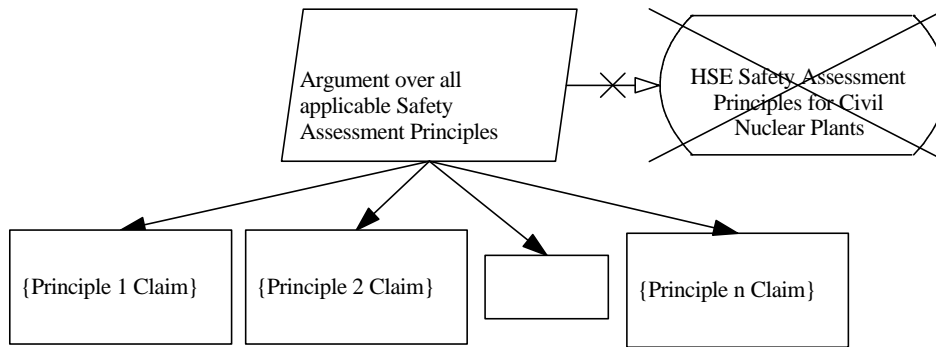 Argument over all
applicable Safety
Assessment Principles
HSE Safety Assessment
Principles for Civil
Nuclear Plants
{Principle 1 Claim}
{Principle 2 Claim}
{Principle n Claim}